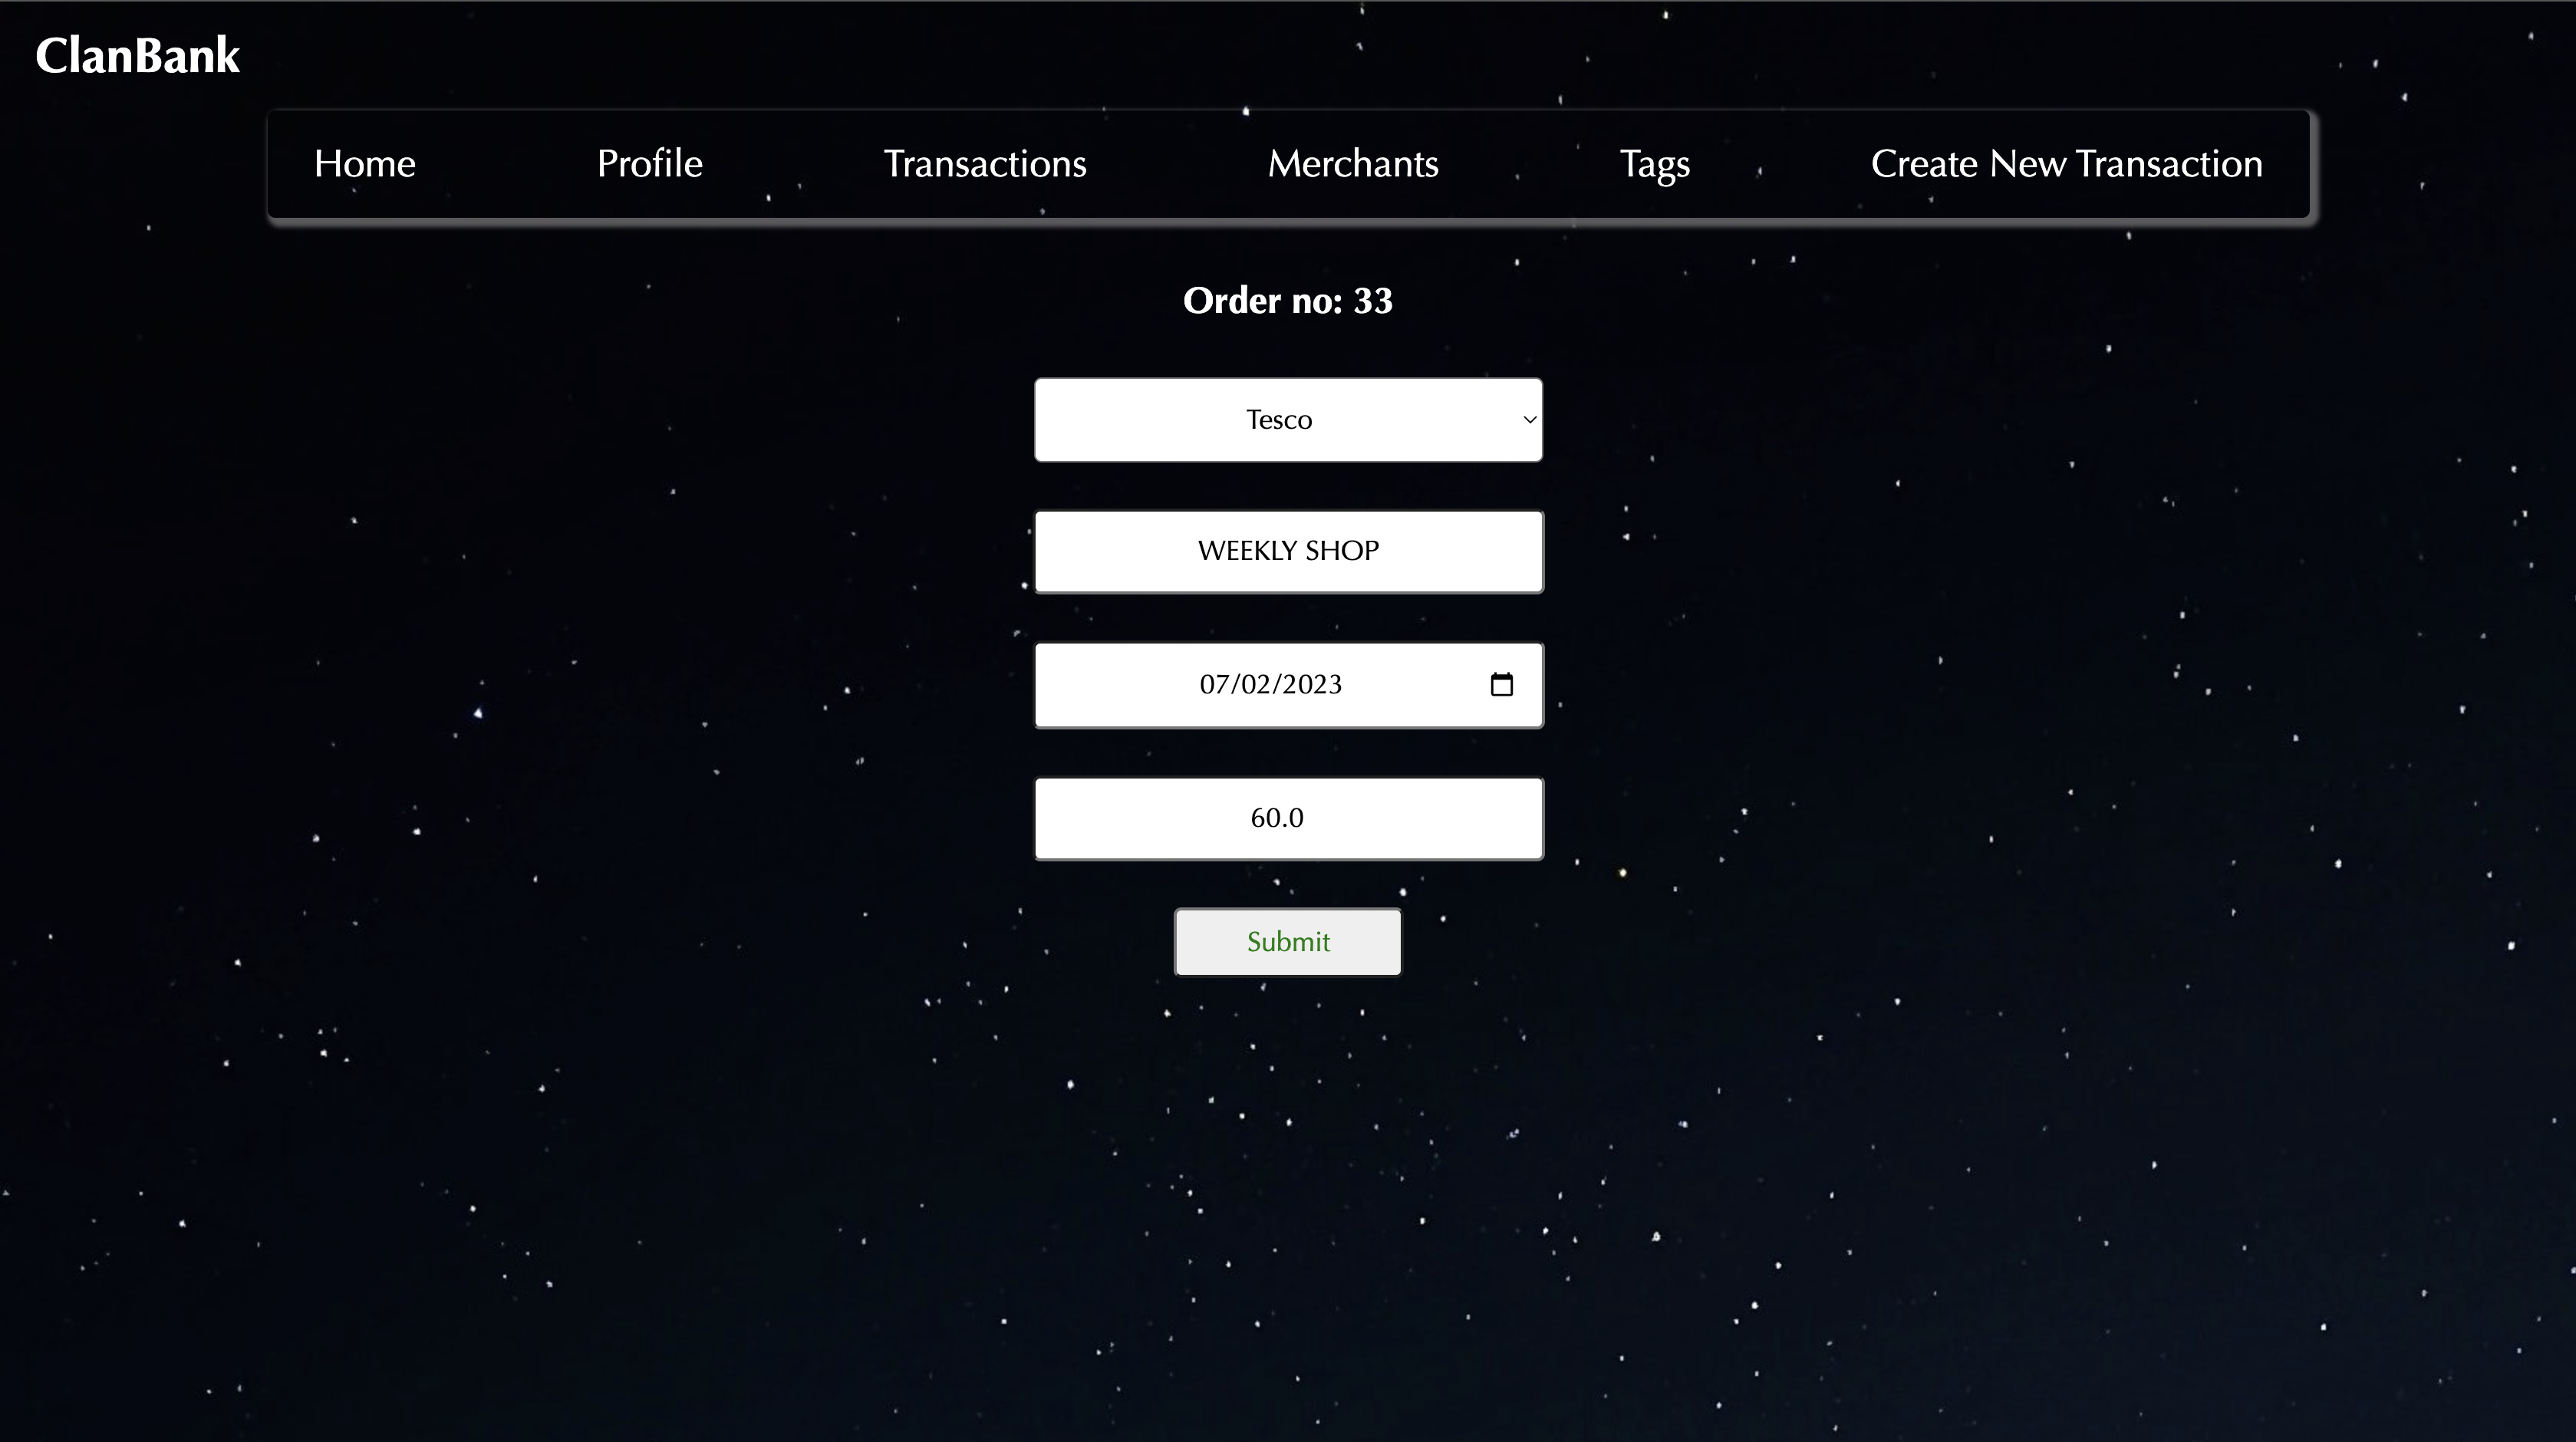 ClanBank
Home Profile Transactions Merchants Tags Create New Transaction
Order no: 33
Tesco
WEEKLY SHOP
07/02/2023
60.0
Submit